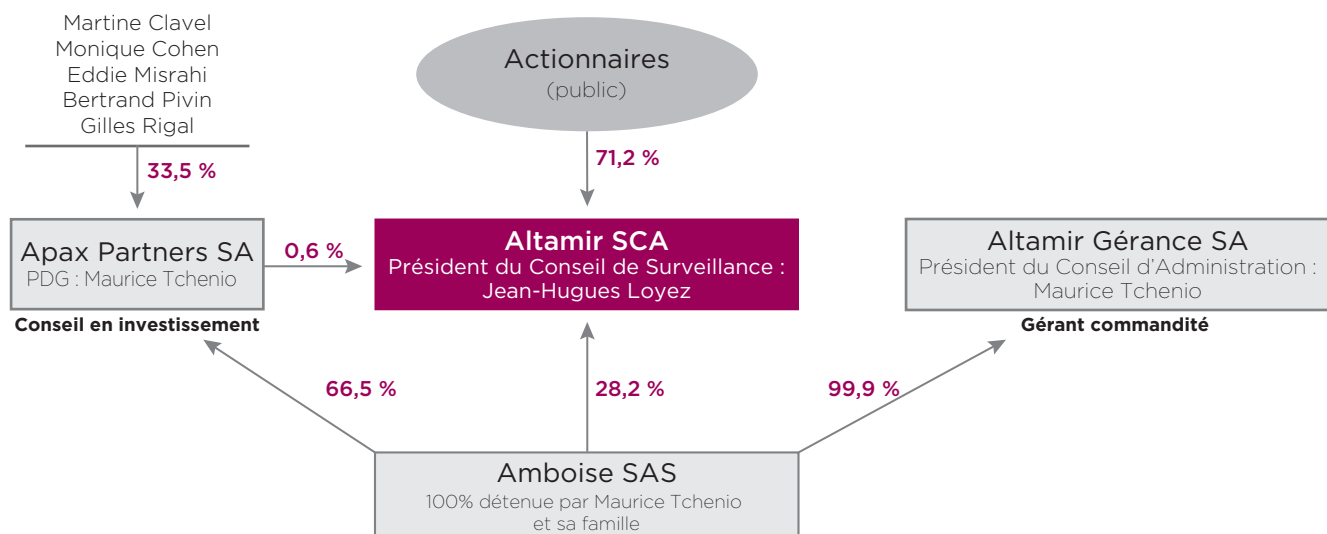 Martine Clavel
Monique Cohen
Eddie Misrahi
Bertrand Pivin
Gilles Rigal
33,5 %
Actionnaires
(public)
71,2 %
Apax Partners SA
PDG : Maurice Tchenio
Conseil en investissement
0,6 %
Altamir SCA
Président du Conseil de Surveillance :
Jean-Hugues Loyez
Altamir Gérance SA
Président du Conseil d'Administration :
Maurice Tchenio
Gérant commandité
66,5 %
28,2 %
99,9 %
Amboise SAS
100% détenue par Maurice Tchenio
et sa famille